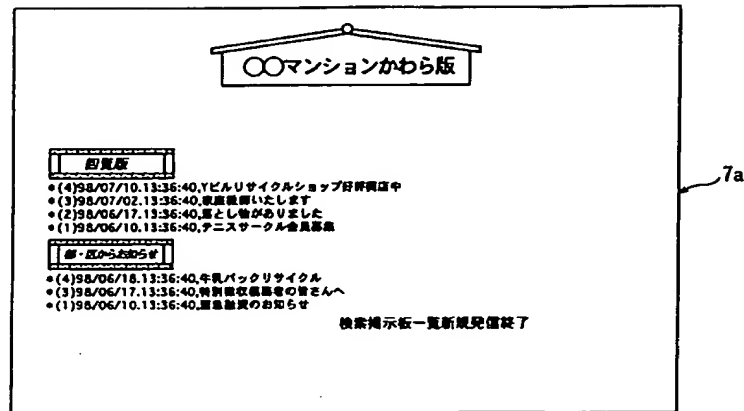 〇〇マンションかわら版
回覧版
*(4)98/07/10.13:36:40,Yビルリサイクルショップ好評開店中
*(3)98/07/02.13:36:40,家庭教師いたします
*(2)98/06/17.13:36:40,落とし物がありました
*(1)98/06/10.13:36:40,テニスサークル会員募集
都・区からお知らせ
*(4)98/06/18.13:36:40,牛乳パックリサイクル
*(3)98/06/17.13:36:40,特別徴収義務者の皆さんへ
*(1)98/06/10.13:36:40,緊急融資のお知らせ
検索掲示板一覧新規発信終了
7a